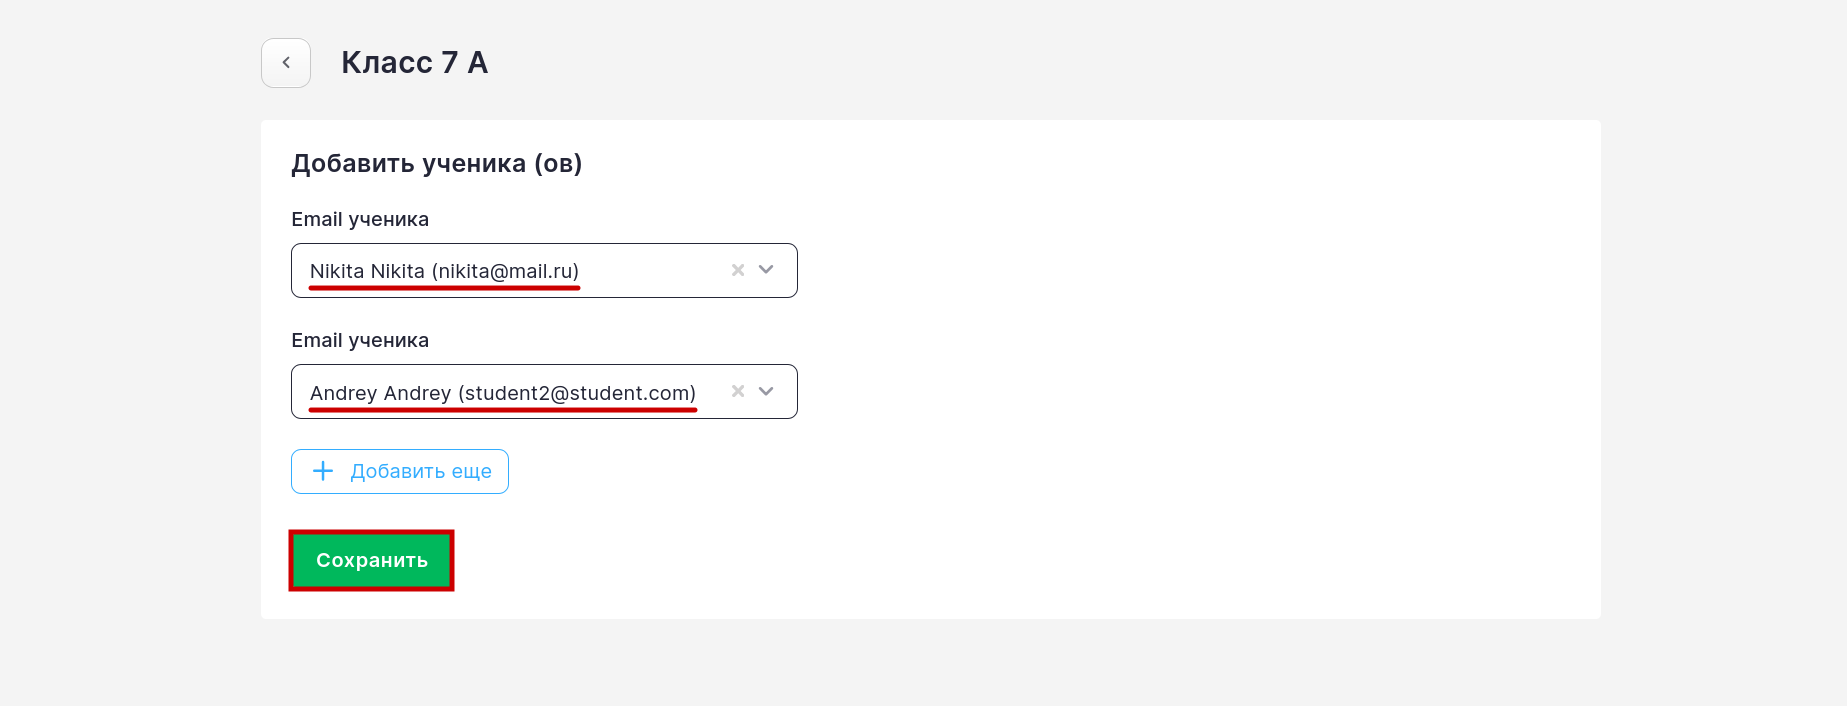 Класс 7 А
Добавить ученика (ов)
Email ученика
Nikita Nikita (nikita@mail.ru)
Email ученика
Andrey Andrey (student2@student.com)
Добавить еще
Сохранить